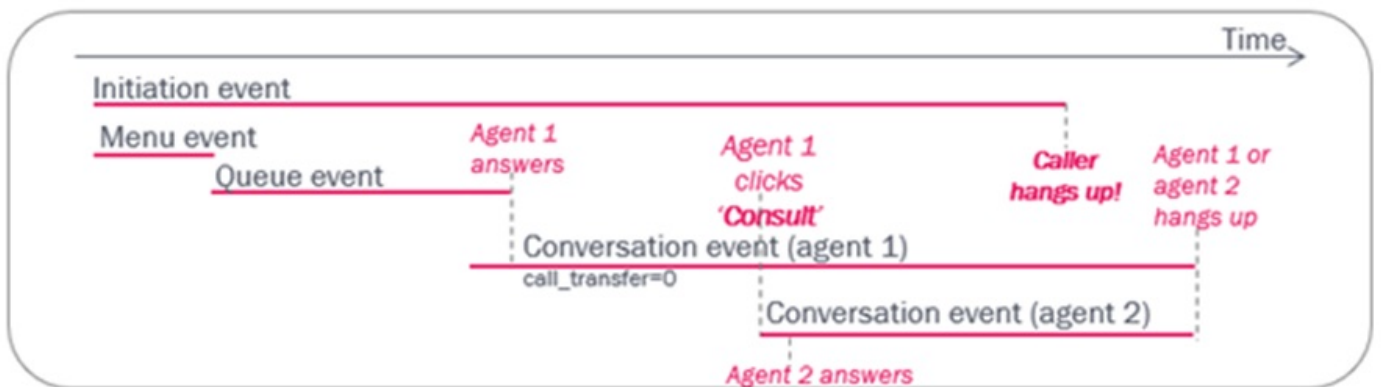 Time
Initiation event
Menu event
Agent 1
answers
Queue event
Agent 1
clicks
‘Consult’
Caller
hangs up!
Agent 1 or
agent 2
hangs up
Conversation event (agent 1)
call_transfer=0
Conversation event (agent 2)
Agent 2 answers